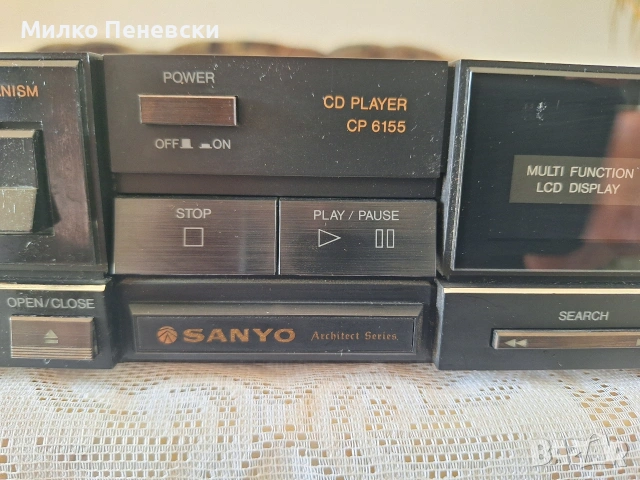 Милко Пеневски
ANISM
POWER
OFF ON
CD PLAYER
CP 6155
MULTI FUNCTION
LCD DISPLAY
STOP
PLAY / PAUSE
OPEN/CLOSE
SANYO
Architect Series
SEARCH